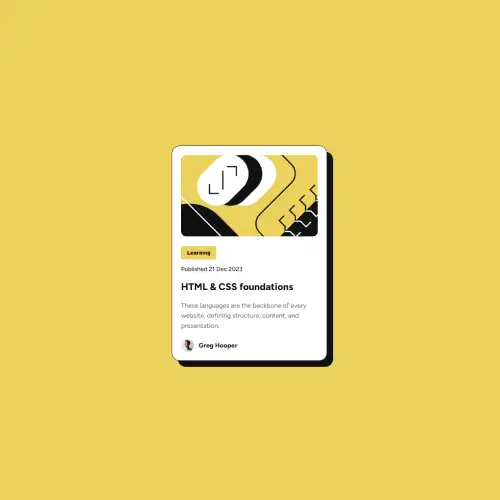 Learning
Published 21 Dec 2023
HTML & CSS foundations
These languages are the backbone of every
website, defining structure, content, and
presentation.
Greg Hooper